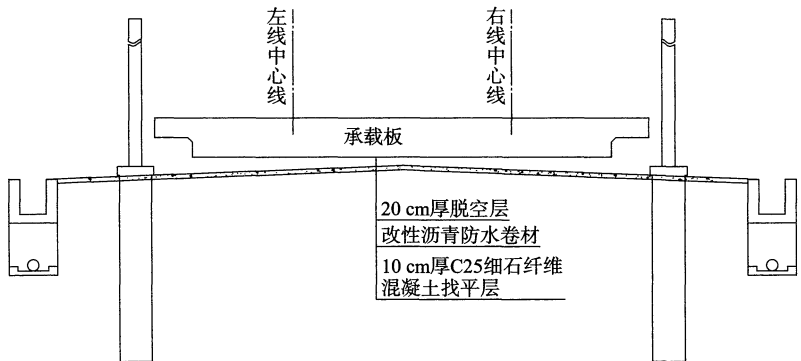 左线中心线
右线中心线
承载板
20 cm厚脱空层
改性沥青防水卷材
10 cm厚C25细石纤维
混凝土找平层